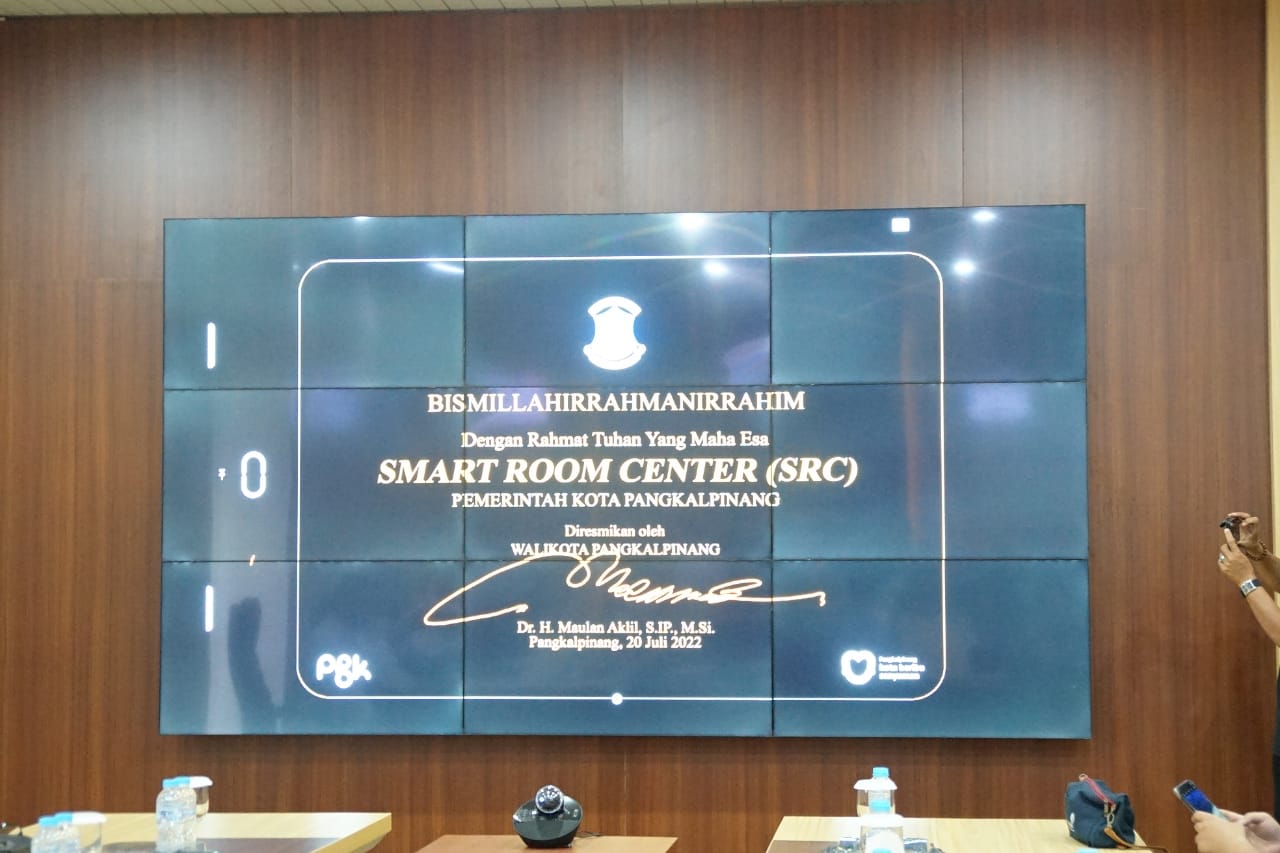 BISMILLAHIRRAHMANIRRAHIM
Dengan Rahmat Tuhan Yang Maha Esa
SMART ROOM CENTER (SRC)
PEMERINTAH KOTA PANGKALPINANG
Diresmikan oleh
WALIKOTA PANGKALPINANG
Dr. H. Maulan Aklil, S.IP., M.Si.
Pangkalpinang, 20 Juli 2022
pgk